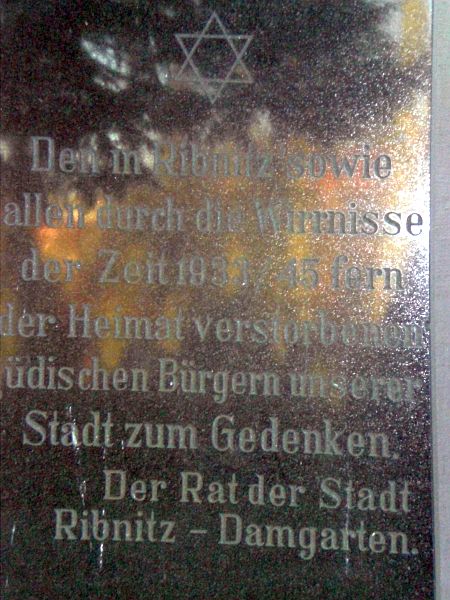 Den in Ribnitz sowie
allen durch die Wirrnisse
der Zeit 1933/45 fern
der Heimat verstorbenen
jüdischen Bürgern unserer
Stadt zum Gedenken.
Der Rat der Stadt
Ribnitz – Damgarten.